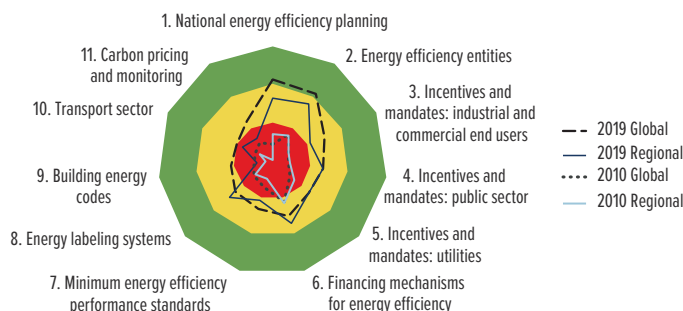 1. National energy efficiency planning
2. Energy efficiency entities
3. Incentives and
mandates: industrial and
commercial end users
4. Incentives and
mandates: public sector
5. Incentives and
mandates: utilities
6. Financing mechanisms
for energy efficiency
7. Minimum energy efficiency
performance standards
8. Energy labeling systems
9. Building energy
codes
10. Transport sector
11. Carbon pricing
and monitoring
2019 Global
2019 Regional
2010 Global
2010 Regional